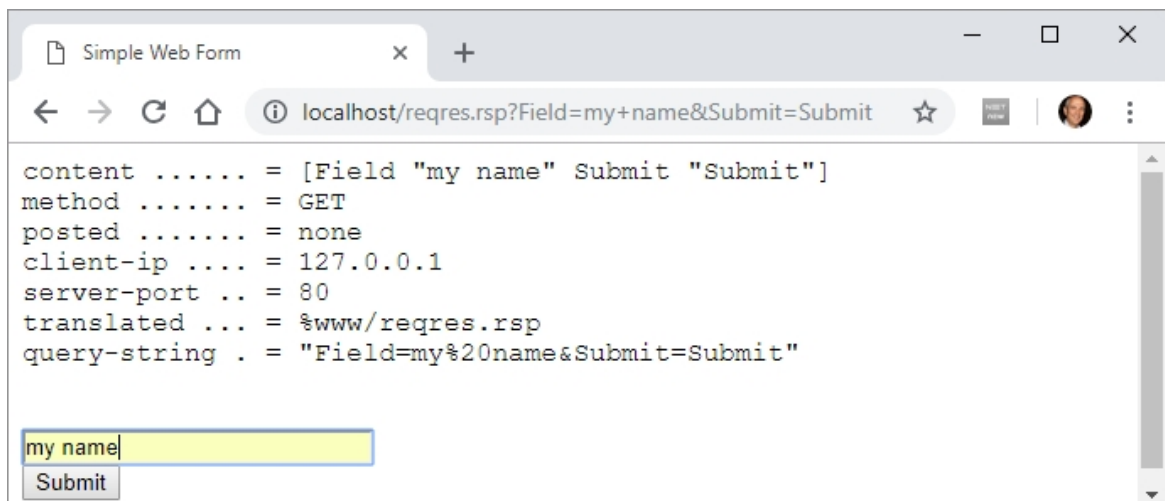 Simple Web Form
localhost/reqres.rsp?Field=my+name&Submit=Submit
content ...... = [Field "my name" Submit "Submit"]
method ....... = GET
posted ....... = none
client-ip .... = 127.0.0.1
server-port .. = 80
translated ... = %www/reqres.rsp
query-string . = "Field=my%20name&Submit=Submit"
my name
Submit